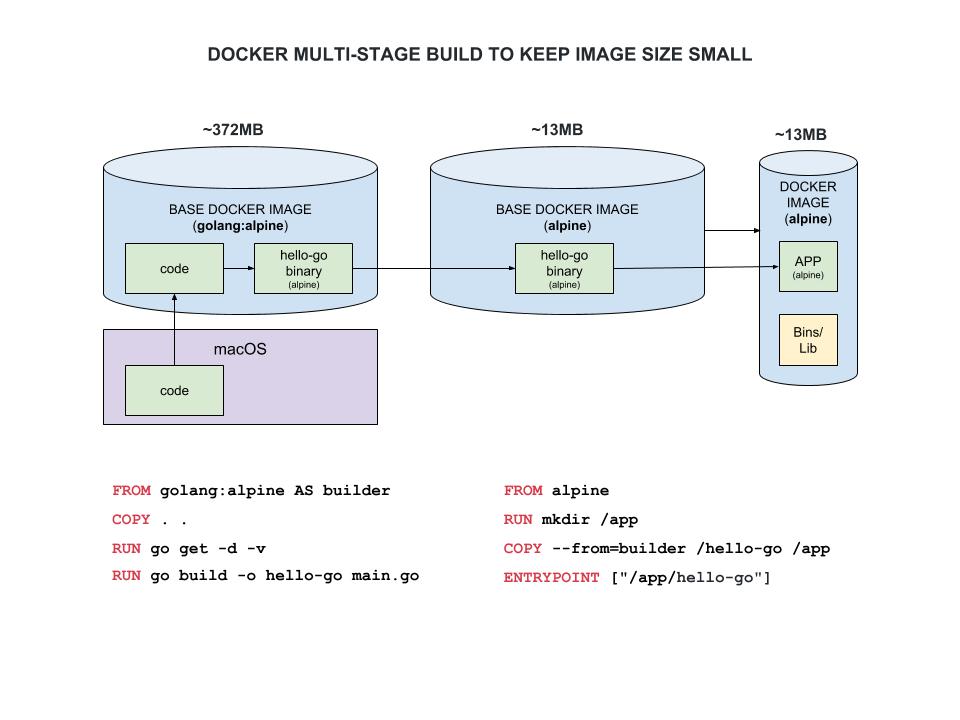 DOCKER MULTI-STAGE BUILD TO KEEP IMAGE SIZE SMALL
~372MB
BASE DOCKER IMAGE
(golang:alpine)
code
hello-go
binary
(alpine)
macOS
code
~13MB
BASE DOCKER IMAGE
(alpine)
hello-go
binary
(alpine)
~13MB
DOCKER
IMAGE
(alpine)
APP
(alpine)
Bins/
Lib
FROM golang:alpine AS builder
COPY . .
RUN go get -d -v
RUN go build -o hello-go main.go
FROM alpine
RUN mkdir /app
COPY --from=builder /hello-go /app
ENTRYPOINT ["/app/hello-go"]